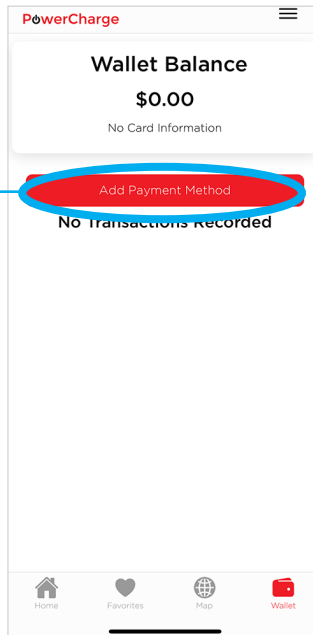 PowerCharge
Wallet Balance
$0.00
No Card Information
Add Payment Method
No Transactions Recorded
Home Favorites Map Wallet